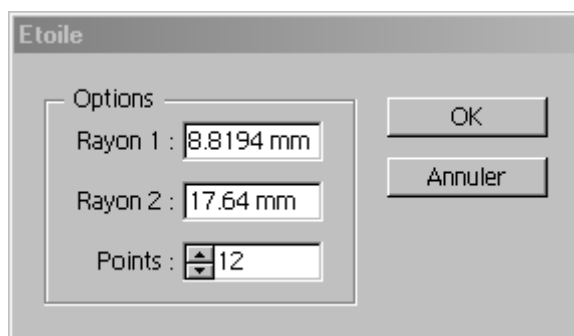 Etoile
Options
Rayon 1 : 8.8194 mm
Rayon 2 : 17.64 mm
Points : 12
OK
Annuler